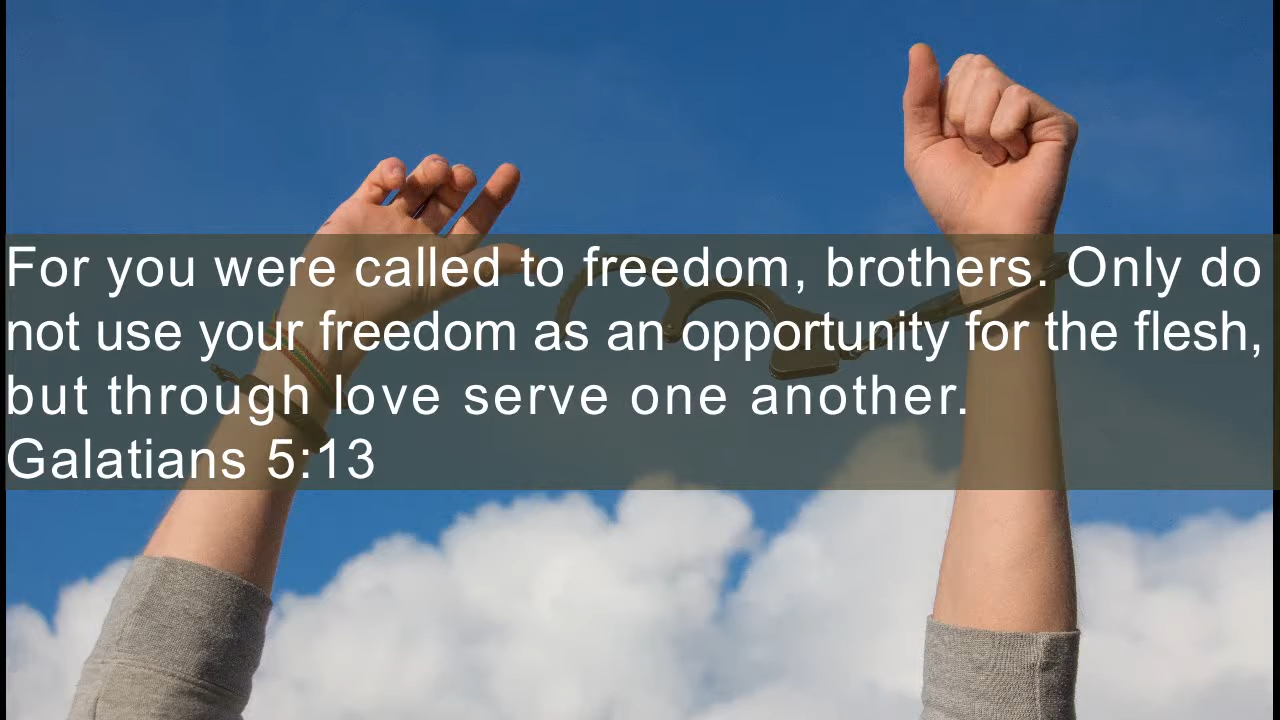 For you were called to freedom, brothers. Only do
not use your freedom as an opportunity for the flesh,
but through love serve one another.
Galatians 5:13